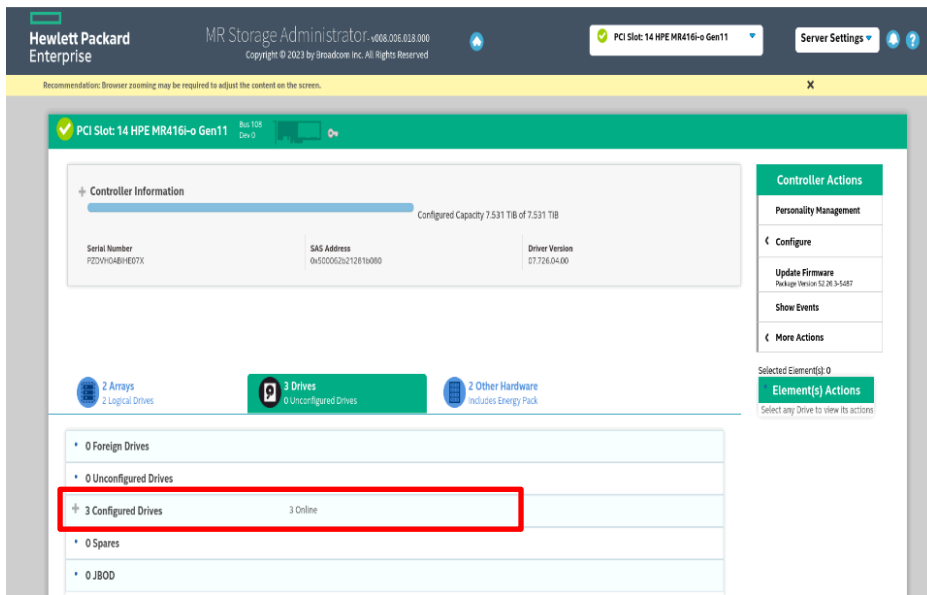 Hewlett Packard
Enterprise
MR Storage Administrator-v008.006.018.000
Copyright © 2023 by Broadcom Inc. All Rights Reserved
PCI Slot: 14 HPE MR416i-o Gen11
Server Settings
?
Recommendation: Browser zooming may be required to adjust the content on the screen.
X
PCI Slot: 14 HPE MR416i-o Gen11
Bus 108
Dev 0
Controller Information
Configured Capacity 7.531 TiB of 7.531 TiB
Serial Number
PZDVH0ABIHE07X
SAS Address
0x500062b21261b080
Driver Version
07.726.04.00
Controller Actions
Personality Management
Configure
Update Firmware
Package Version 52.26.3-5487
Show Events
More Actions
2 Arrays
2 Logical Drives
3 Drives
0 Unconfigured Drives
2 Other Hardware
Includes Energy Pack
Selected Element(s): 0
Element(s) Actions
Select any Drive to view its actions
0 Foreign Drives
0 Unconfigured Drives
3 Configured Drives
3 Online
0 Spares
0 JBOD